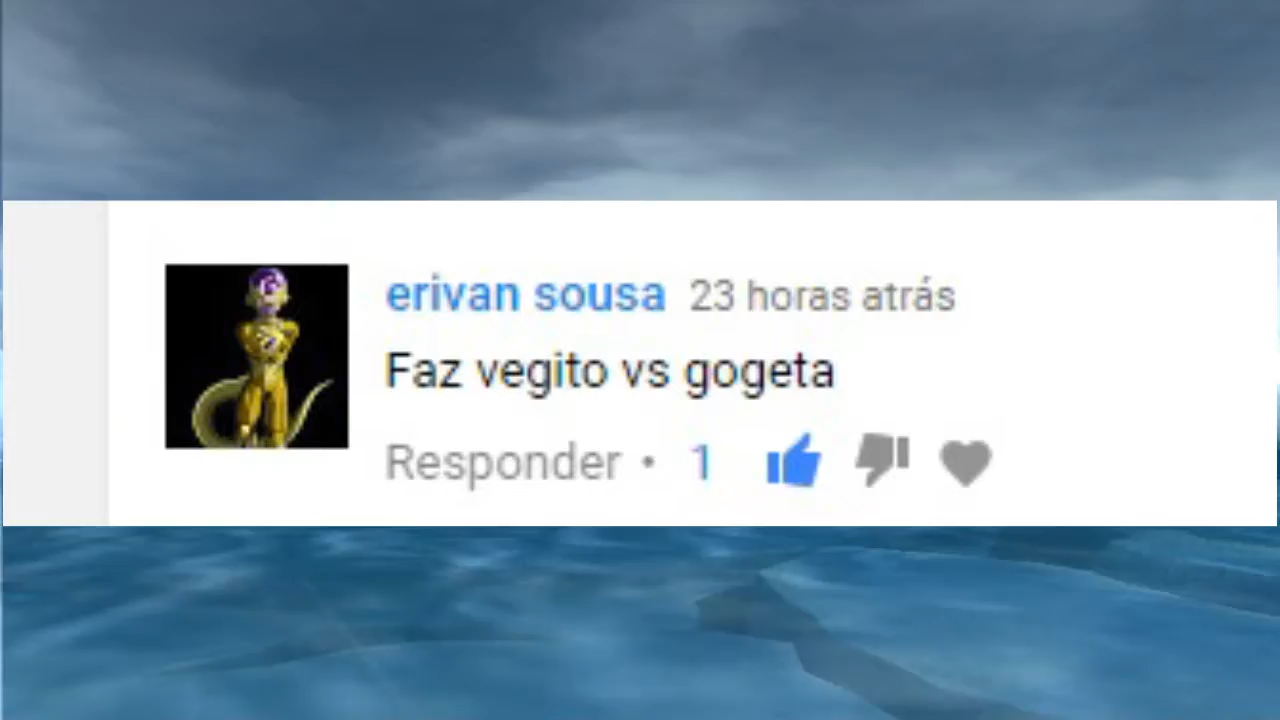 erivan sousa 23 horas atrás
Faz vegito vs gogeta
Responder • 1